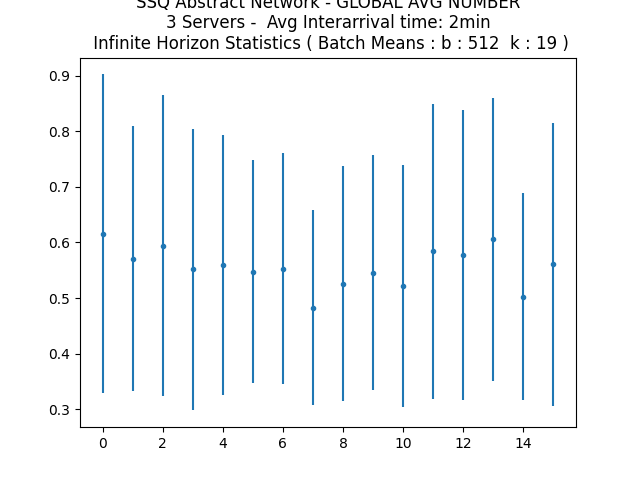 SSQ Abstract Network - GLOBAL AVG NUMBER
3 Servers -  Avg Interarrival time: 2min
Infinite Horizon Statistics ( Batch Means : b : 512  k : 19 )
0.9
0.8
0.7
0.6
0.5
0.4
0.3
0 2 4 6 8 10 12 14